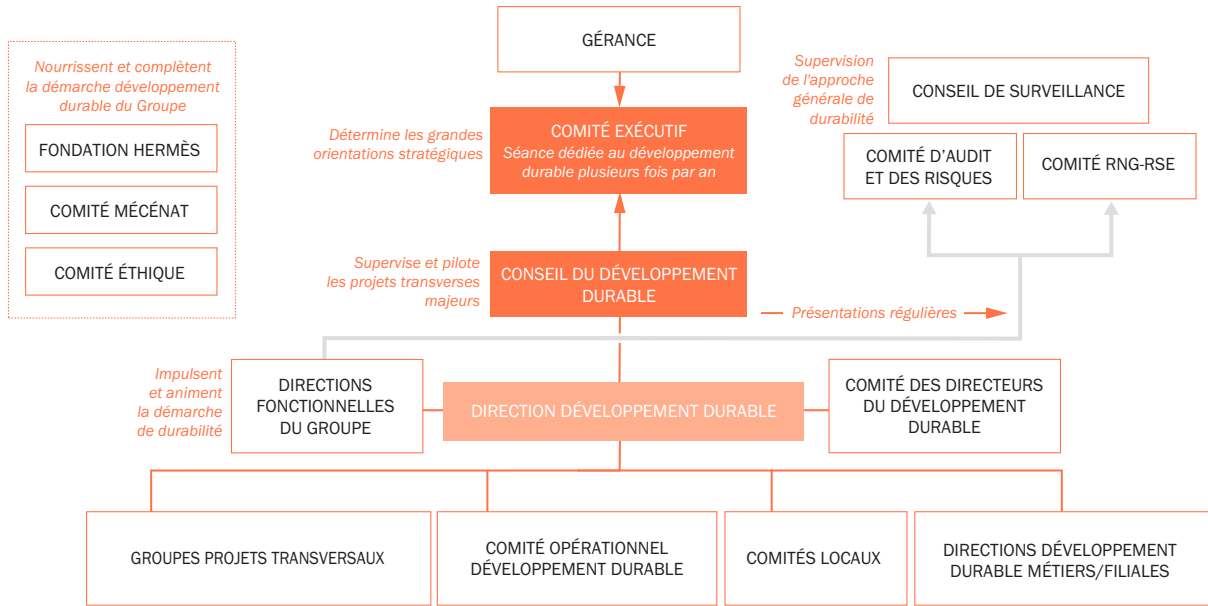 GÉRANCE
Nourrissent et complètent
la démarche développement
durable du Groupe
FONDATION HERMÈS
COMITÉ MÉCÉNAT
COMITÉ ÉTHIQUE
Détermine les grandes
orientations stratégiques
COMITÉ EXÉCUTIF
Séance dédiée au développement
durable plusieurs fois par an
Supervision
de l'approche
générale de
durabilité
CONSEIL DE SURVEILLANCE
COMITÉ D'AUDIT
ET DES RISQUES
COMITÉ RNG-RSE
Supervise et pilote
les projets transverses
majeurs
CONSEIL DU DÉVELOPPEMENT
DURABLE
Présentations régulières
Impulsent
et animent
la démarche
de durabilité
DIRECTIONS
FONCTIONNELLES
DU GROUPE
DIRECTION DÉVELOPPEMENT DURABLE
COMITÉ DES DIRECTEURS
DU DÉVELOPPEMENT
DURABLE
GROUPES PROJETS TRANSVERSAUX
COMITÉ OPÉRATIONNEL
DÉVELOPPEMENT DURABLE
COMITÉS LOCAUX
DIRECTIONS DÉVELOPPEMENT
DURABLE MÉTIERS/FILIALES